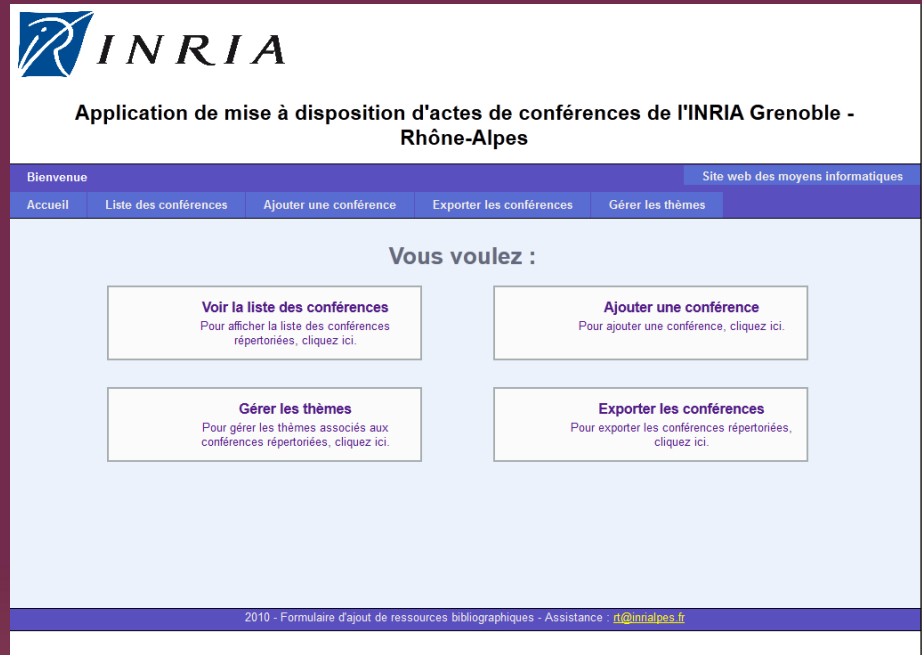 INRIA
Application de mise à disposition d'actes de conférences de l'INRIA Grenoble -
Rhône-Alpes
Bienvenue
Site web des moyens informatiques
Accueil
Liste des conférences
Ajouter une conférence
Exporter les conférences
Gérer les thèmes
Vous voulez :
Voir la liste des conférences
Pour afficher la liste des conférences
répertoriées, cliquez ici.
Ajouter une conférence
Pour ajouter une conférence, cliquez ici.
Gérer les thèmes
Pour gérer les thèmes associés aux
conférences répertoriées, cliquez ici.
Exporter les conférences
Pour exporter les conférences répertoriées,
cliquez ici.
2010 - Formulaire d'ajout de ressources bibliographiques - Assistance : rt@inrialpes.fr